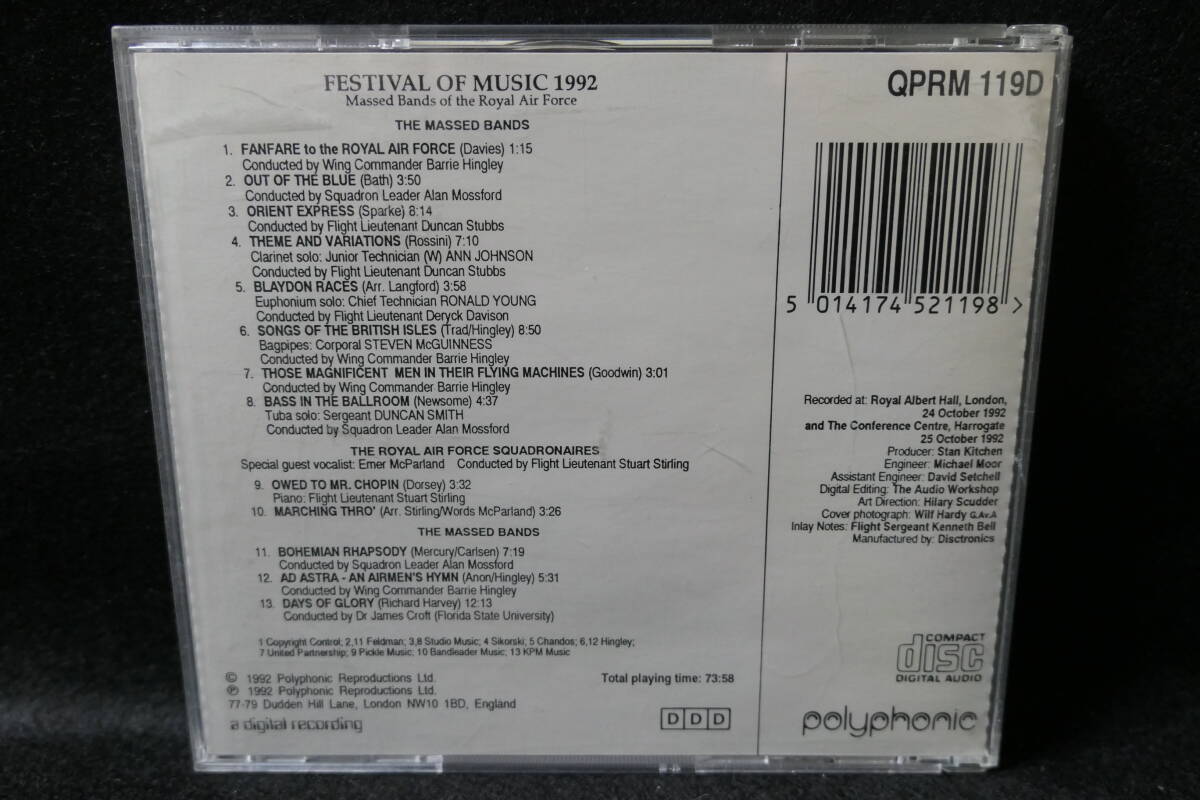 FESTIVAL OF MUSIC 1992
Massed Bands of the Royal Air Force
THE MASSED BANDS
1. FANFARE to the ROYAL AIR FORCE (Davies) 1:15
Conducted by Wing Commander Barrie Hingley
2. OUT OF THE BLUE (Bath) 3:50
Conducted by Squadron Leader Alan Mossford
3. ORIENT EXPRESS (Sparke) 8:14
Conducted by Flight Lieutenant Duncan Stubbs
4. THEME AND VARIATIONS (Rossini) 7:10
Clarinet solo: Junior Technician (W) ANN JOHNSON
Conducted by Flight Lieutenant Duncan Stubbs
5. BLAYDON RACES (Arr. Langford) 3:58
Euphonium solo: Chief Technician RONALD YOUNG
Conducted by Flight Lieutenant Deryck Davison
6. SONGS OF THE BRITISH ISLES (Trad/Hingley) 8:50
Bagpipes: Corporal STEVEN McGUINNESS
Conducted by Wing Commander Barrie Hingley
7. THOSE MAGNIFICENT MEN IN THEIR FLYING MACHINES (Goodwin) 3:01
Conducted by Wing Commander Barrie Hingley
8. BASS IN THE BALLROOM (Newsome) 4:37
Tuba solo: Sergeant DUNCAN SMITH
Conducted by Squadron Leader Alan Mossford
THE ROYAL AIR FORCE SQUADRONAIRES
Special guest vocalist: Emer McParland Conducted by Flight Lieutenant Stuart Stirling
9. OWED TO MR. CHOPIN (Dorsey) 3:32
Piano: Flight Lieutenant Stuart Stirling
10. MARCHING THRO' (Arr. Stirling/Words McParland) 3:26
THE MASSED BANDS
11. BOHEMIAN RHAPSODY (Mercury/Carlsen) 7:19
Conducted by Squadron Leader Alan Mossford
12. AD ASTRA - AN AIRMEN'S HYMN (Anon/Hingley) 5:31
Conducted by Wing Commander Barrie Hingley
13. DAYS OF GLORY (Richard Harvey) 12:13
Conducted by Dr James Croft (Florida State University)
1 Copyright Control; 2,11 Feldman; 3,8 Studio Music; 4 Sikorski; 5 Chandos; 6,12 Hingley;
7 United Partnership; 9 Pickle Music; 10 Bandleader Music; 13 KPM Music
© 1992 Polyphonic Reproductions Ltd.
℗ 1992 Polyphonic Reproductions Ltd.
77-79 Dudden Hill Lane, London NW10 1BD, England
a digital recording
Total playing time: 73:58
DDD
QPRM 119D
5 014174 521198 >
Recorded at: Royal Albert Hall, London,
24 October 1992
and The Conference Centre, Harrogate
25 October 1992
Producer: Stan Kitchen
Engineer: Michael Moor
Assistant Engineer: David Setchell
Digital Editing: The Audio Workshop
Art Direction: Hilary Scudder
Cover photograph: Wilf Hardy G.Av.A
Inlay Notes: Flight Sergeant Kenneth Bell
Manufactured by: Disctronics
COMPACT
disc
DIGITAL AUDIO
polyphonic